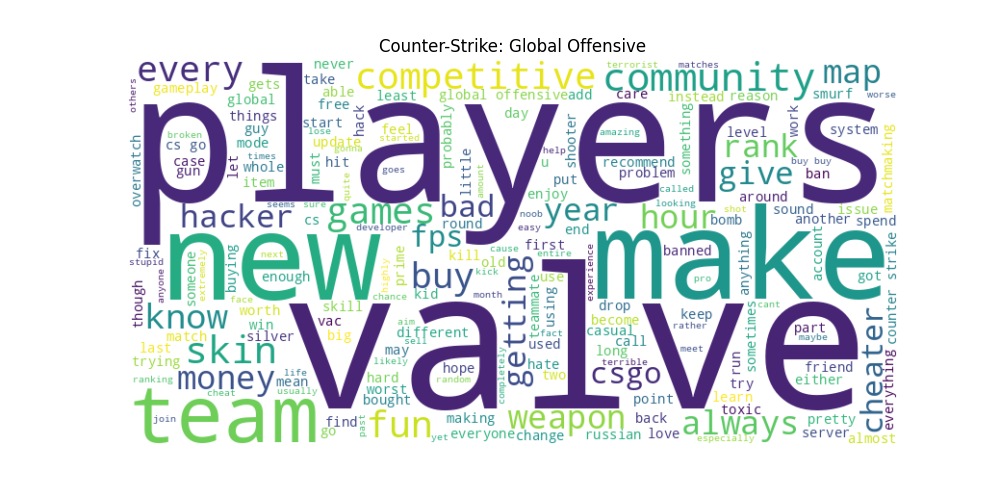 Counter-Strike: Global Offensive
players
valve
new
make
team
every
competitive
community
map
never
take
gameplay
gets
able
least
global offensive
add
care
instead
reason
smurf
terrorist
matches
worse
others
global
things
free
start
hack
day
shooter
something
level
work
system
broken
cs go
guy
mode
lose
update
feel
started
gonna
probably
amazing
help
rank
overwatch
case
gun
let
times
whole
must
hit
goes
little
u
recommend
problem
buy buy
ban
matchmaking
item
sure
quite
amount
put
enjoy
called
give
around
hacker
seems
cs
games
developer
bad
round
noob
easy
year
end
looking
hour
shot
bomb
sound
another
issue
spend
fix
stupid
anyone
next
someone
extremely
buying
enough
highly
prime
fps
kill
old
cause
entire
first
kick
buy
month
getting
experience
banned
pro
anything
cant
account
got
counter strike
though
face
worth
skill
chance
kid
use
teammate
using
drop
know
win
vac
big
aim
sell
different
become
casual
fact
used
keep
rather
sometimes
part
maybe
everything
cheater
match
silver
last
trying
skin
may
likely
hate
long
call
terrible
meet
run
friend
either
ranking
money
life
mean
cheat
usually
hard
worst
bought
hope
random
completely
two
csgo
try
learn
point
toxic
join
find
go
past
fun
yet
making
everyone
change
weapon
russian
back
love
always
especially
pretty
server
almost